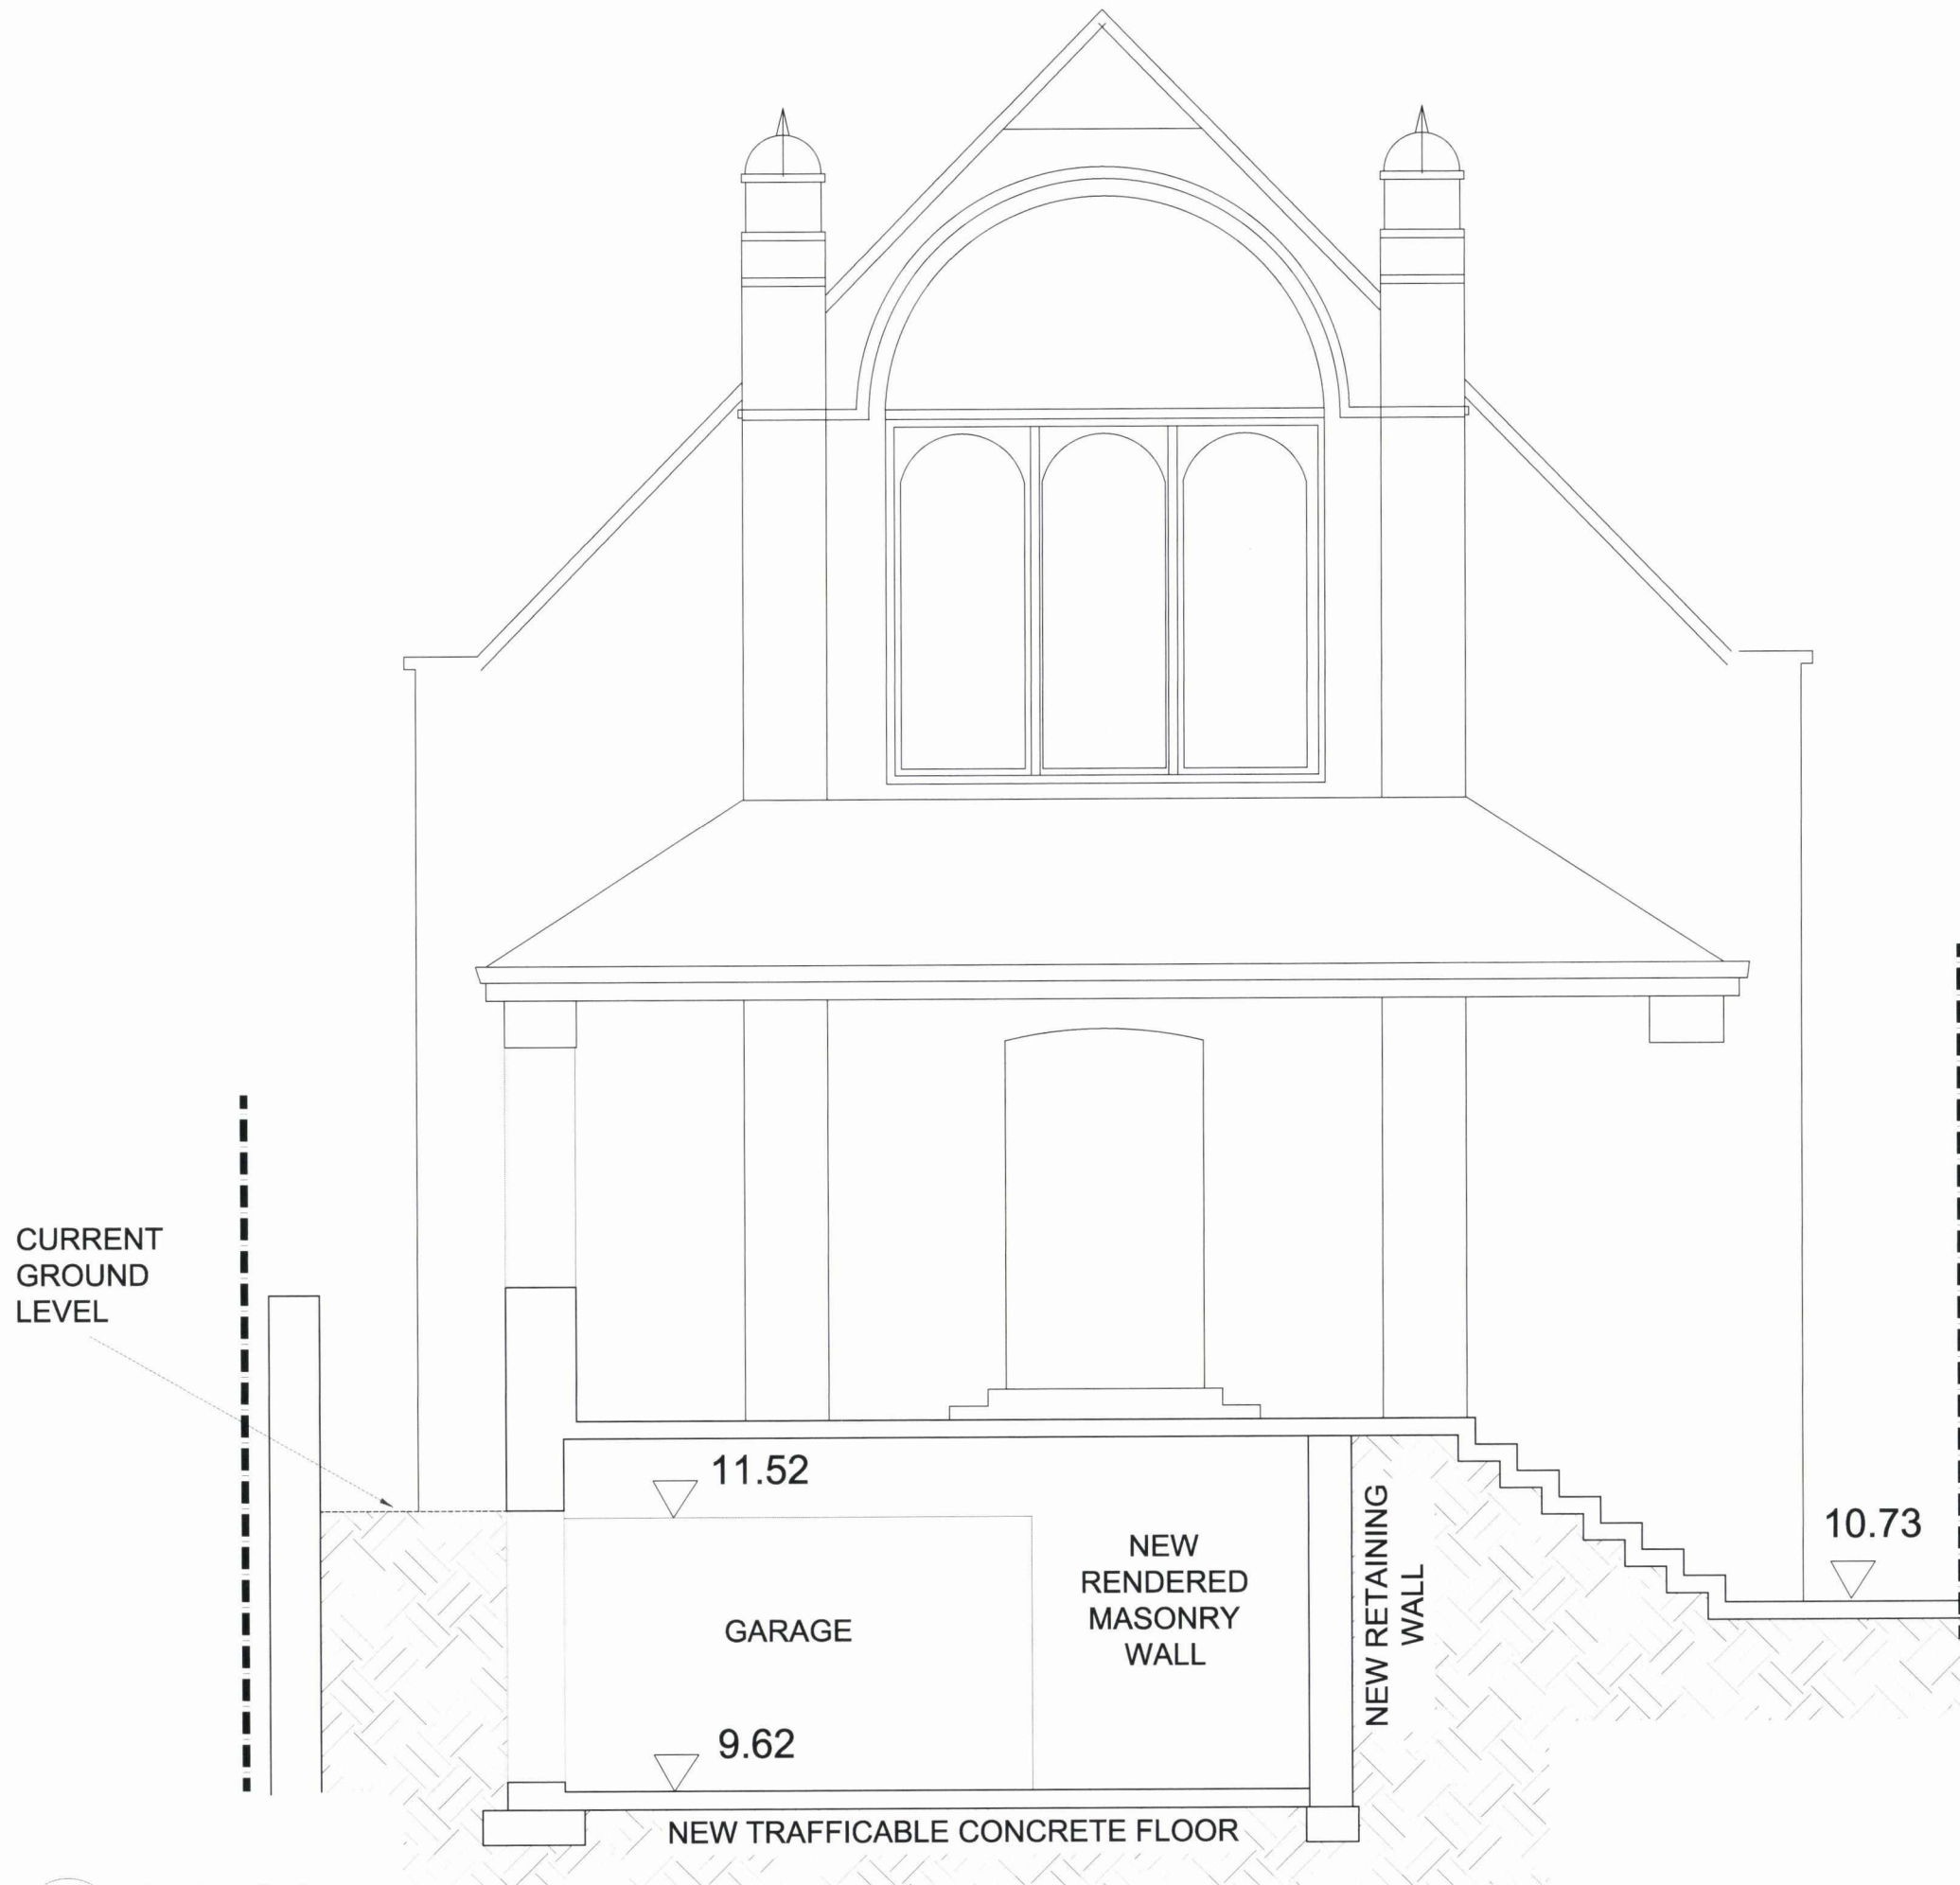 CURRENT
GROUND
LEVEL
11.52
10.73
NEW
RENDERED
MASONRY
WALL
NEW RETAINING
WALL
GARAGE
9.62
NEW TRAFFICABLE CONCRETE FLOOR